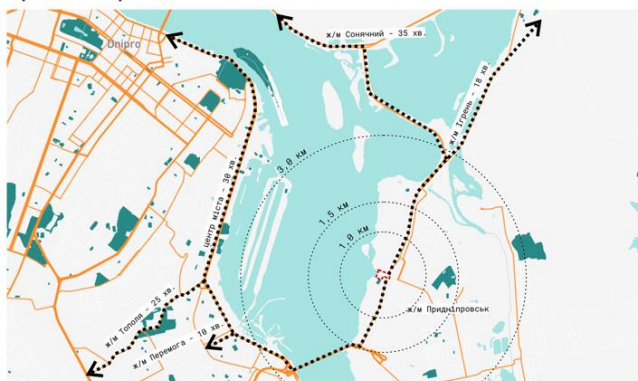 Dnipro
ж/м Сонячний - 35 хв.
ж/м Ігрень - 18 хв.
3,0 км
1,5 км
1,0 км
центр міста - 30 хв.
ж/м Тополя - 25 хв.
ж/м Перемога - 10 хв.
ж/м Придніпровськ